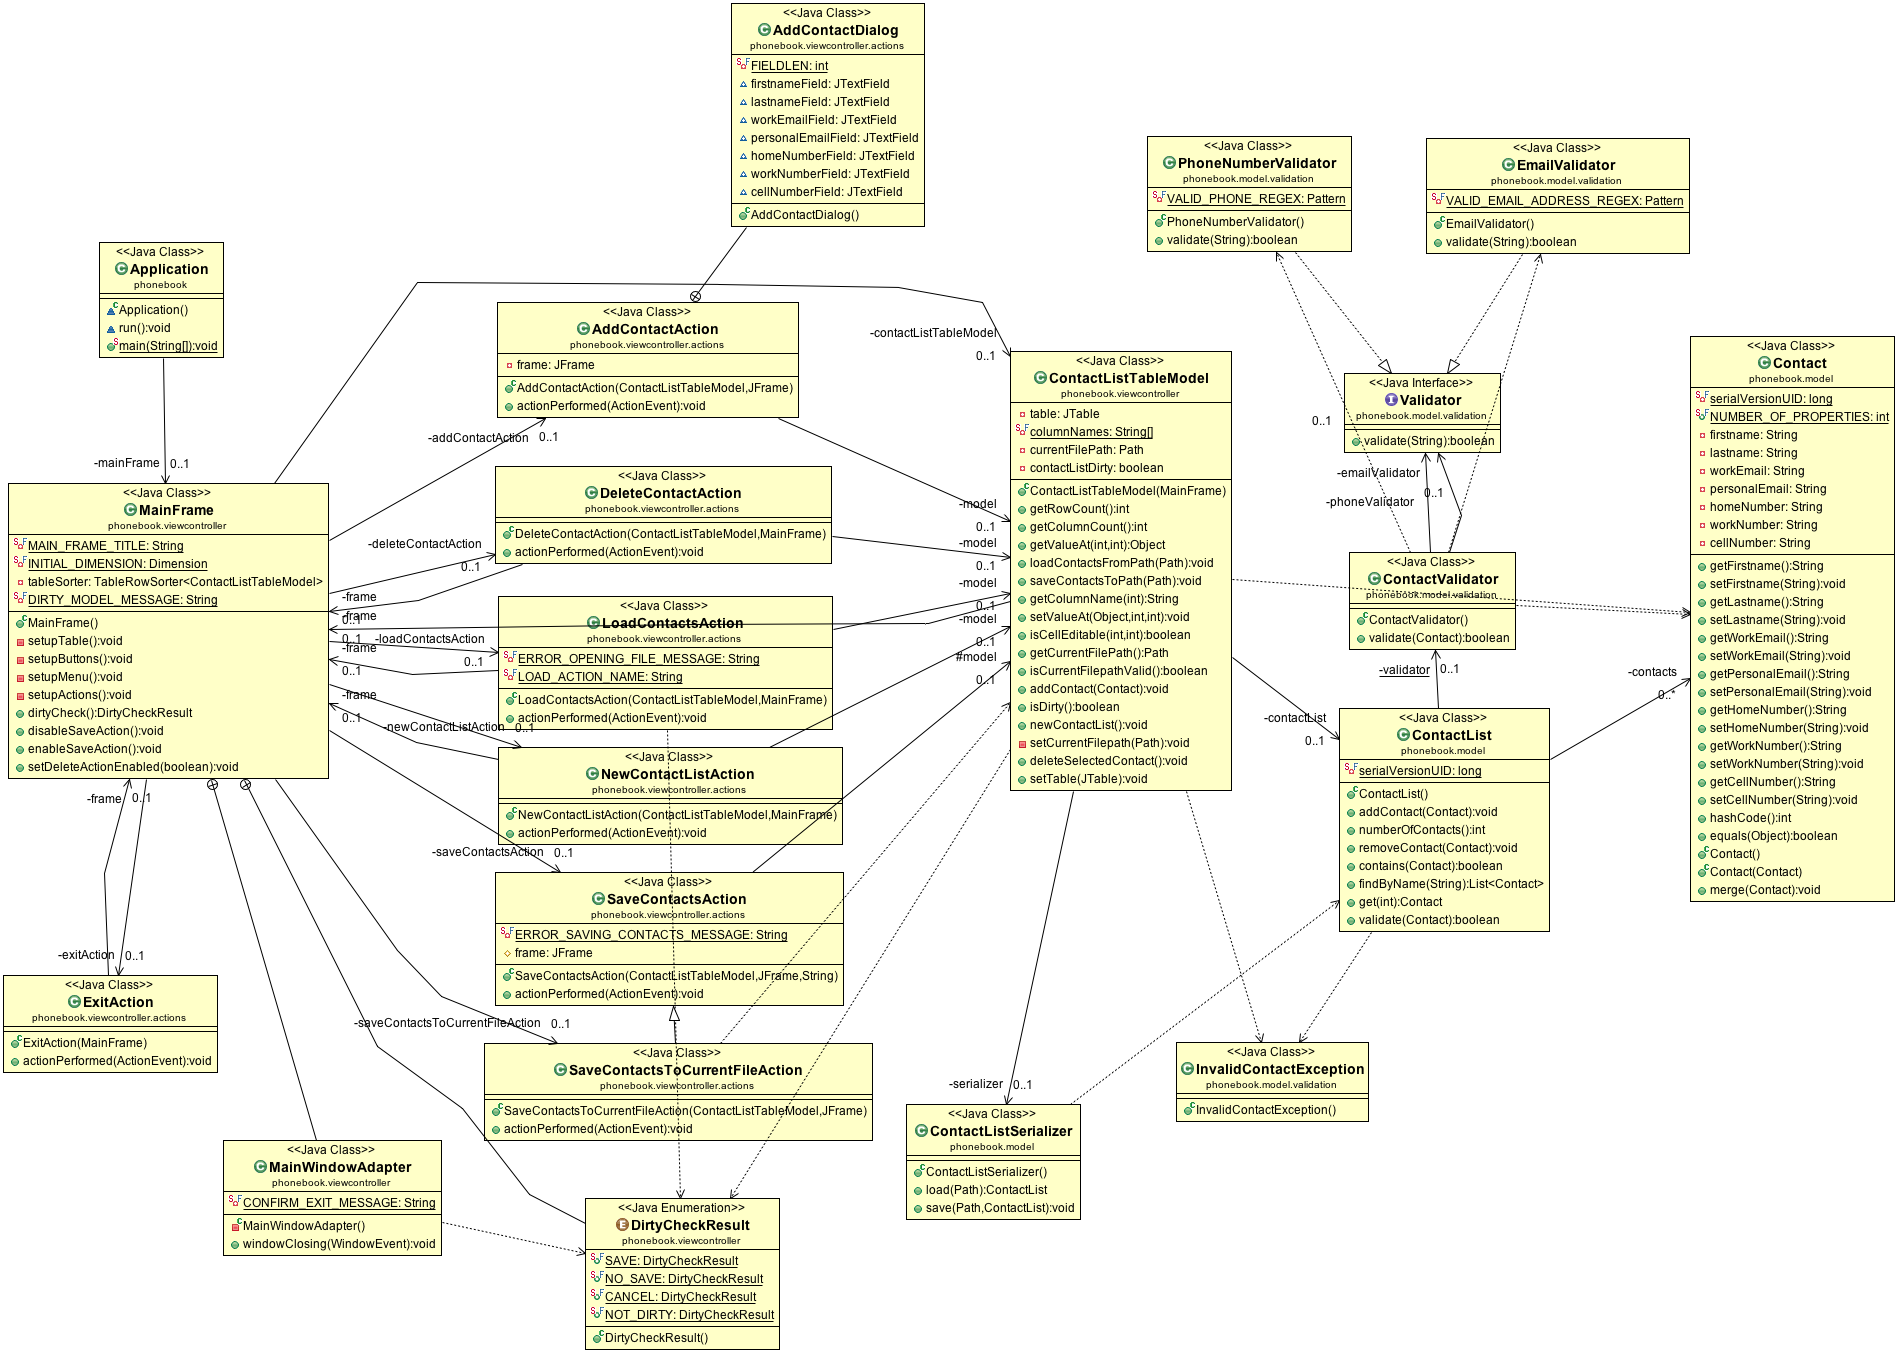 <<Java Class>>
AddContactDialog
phonebook.viewcontroller.actions
FIELDLEN: int
firstnameField: JTextField
lastnameField: JTextField
workEmailField: JTextField
personalEmailField: JTextField
homeNumberField: JTextField
workNumberField: JTextField
cellNumberField: JTextField
AddContactDialog()
<<Java Class>>
PhoneNumberValidator
phonebook.model.validation
VALID_PHONE_REGEX: Pattern
PhoneNumberValidator()
validate(String):boolean
<<Java Class>>
EmailValidator
phonebook.model.validation
VALID_EMAIL_ADDRESS_REGEX: Pattern
EmailValidator()
validate(String):boolean
<<Java Class>>
Application
phonebook
Application()
run():void
main(String[]):void
-mainFrame
0..1
<<Java Class>>
AddContactAction
phonebook.viewcontroller.actions
frame: JFrame
AddContactAction(ContactListTableModel,JFrame)
actionPerformed(ActionEvent):void
-contactListTableModel
0..1
-addContactAction
0..1
<<Java Class>>
ContactListTableModel
phonebook.viewcontroller
table: JTable
columnNames: String[]
currentFilePath: Path
contactListDirty: boolean
ContactListTableModel(MainFrame)
getRowCount():int
getColumnCount():int
getValueAt(int,int):Object
loadContactsFromPath(Path):void
saveContactsToPath(Path):void
getColumnName(int):String
setValueAt(Object,int,int):void
isCellEditable(int,int):boolean
getCurrentFilePath():Path
isCurrentFilepathValid():boolean
addContact(Contact):void
isDirty():boolean
newContactList():void
setCurrentFilepath(Path):void
deleteSelectedContact():void
setTable(JTable):void
<<Java Interface>>
Validator
phonebook.model.validation
validate(String):boolean
0..1
-emailValidator
0..1
-phoneValidator
<<Java Class>>
Contact
phonebook.model
serialVersionUID: long
NUMBER_OF_PROPERTIES: int
firstname: String
lastname: String
workEmail: String
personalEmail: String
homeNumber: String
workNumber: String
cellNumber: String
getFirstname():String
setFirstname(String):void
getLastname():String
setLastname(String):void
getWorkEmail():String
setWorkEmail(String):void
getPersonalEmail():String
setPersonalEmail(String):void
getHomeNumber():String
setHomeNumber(String):void
getWorkNumber():String
setWorkNumber(String):void
getCellNumber():String
setCellNumber(String):void
hashCode():int
equals(Object):boolean
Contact()
Contact(Contact)
merge(Contact):void
<<Java Class>>
MainFrame
phonebook.viewcontroller
MAIN_FRAME_TITLE: String
INITIAL_DIMENSION: Dimension
tableSorter: TableRowSorter<ContactListTableModel>
DIRTY_MODEL_MESSAGE: String
MainFrame()
setupTable():void
setupButtons():void
setupMenu():void
setupActions():void
dirtyCheck():DirtyCheckResult
disableSaveAction():void
enableSaveAction():void
setDeleteActionEnabled(boolean):void
<<Java Class>>
DeleteContactAction
phonebook.viewcontroller.actions
DeleteContactAction(ContactListTableModel,MainFrame)
actionPerformed(ActionEvent):void
-deleteContactAction
0..1
-model
0..1
-model
0..1
-model
0..1
-model
0..1
#model
0..1
-frame
0..1
-frame
0..1
-frame
0..1
-frame
0..1
-loadContactsAction
0..1
<<Java Class>>
LoadContactsAction
phonebook.viewcontroller.actions
ERROR_OPENING_FILE_MESSAGE: String
LOAD_ACTION_NAME: String
LoadContactsAction(ContactListTableModel,MainFrame)
actionPerformed(ActionEvent):void
-newContactListAction
0..1
<<Java Class>>
NewContactListAction
phonebook.viewcontroller.actions
NewContactListAction(ContactListTableModel,MainFrame)
actionPerformed(ActionEvent):void
<<Java Class>>
ContactValidator
phonebook.model.validation
ContactValidator()
validate(Contact):boolean
-validator
0..1
-contacts
0..*
-contactList
0..1
<<Java Class>>
ContactList
phonebook.model
serialVersionUID: long
ContactList()
addContact(Contact):void
numberOfContacts():int
removeContact(Contact):void
contains(Contact):boolean
findByName(String):List<Contact>
get(int):Contact
validate(Contact):boolean
-frame
0..1
-saveContactsAction
0..1
<<Java Class>>
SaveContactsAction
phonebook.viewcontroller.actions
ERROR_SAVING_CONTACTS_MESSAGE: String
frame: JFrame
SaveContactsAction(ContactListTableModel,JFrame,String)
actionPerformed(ActionEvent):void
-exitAction
0..1
<<Java Class>>
ExitAction
phonebook.viewcontroller.actions
ExitAction(MainFrame)
actionPerformed(ActionEvent):void
-saveContactsToCurrentFileAction
0..1
<<Java Class>>
SaveContactsToCurrentFileAction
phonebook.viewcontroller.actions
SaveContactsToCurrentFileAction(ContactListTableModel,JFrame)
actionPerformed(ActionEvent):void
<<Java Class>>
InvalidContactException
phonebook.model.validation
InvalidContactException()
-serializer
0..1
<<Java Class>>
ContactListSerializer
phonebook.model
ContactListSerializer()
load(Path):ContactList
save(Path,ContactList):void
<<Java Class>>
MainWindowAdapter
phonebook.viewcontroller
CONFIRM_EXIT_MESSAGE: String
MainWindowAdapter()
windowClosing(WindowEvent):void
<<Java Enumeration>>
DirtyCheckResult
phonebook.viewcontroller
SAVE: DirtyCheckResult
NO_SAVE: DirtyCheckResult
CANCEL: DirtyCheckResult
NOT_DIRTY: DirtyCheckResult
DirtyCheckResult()